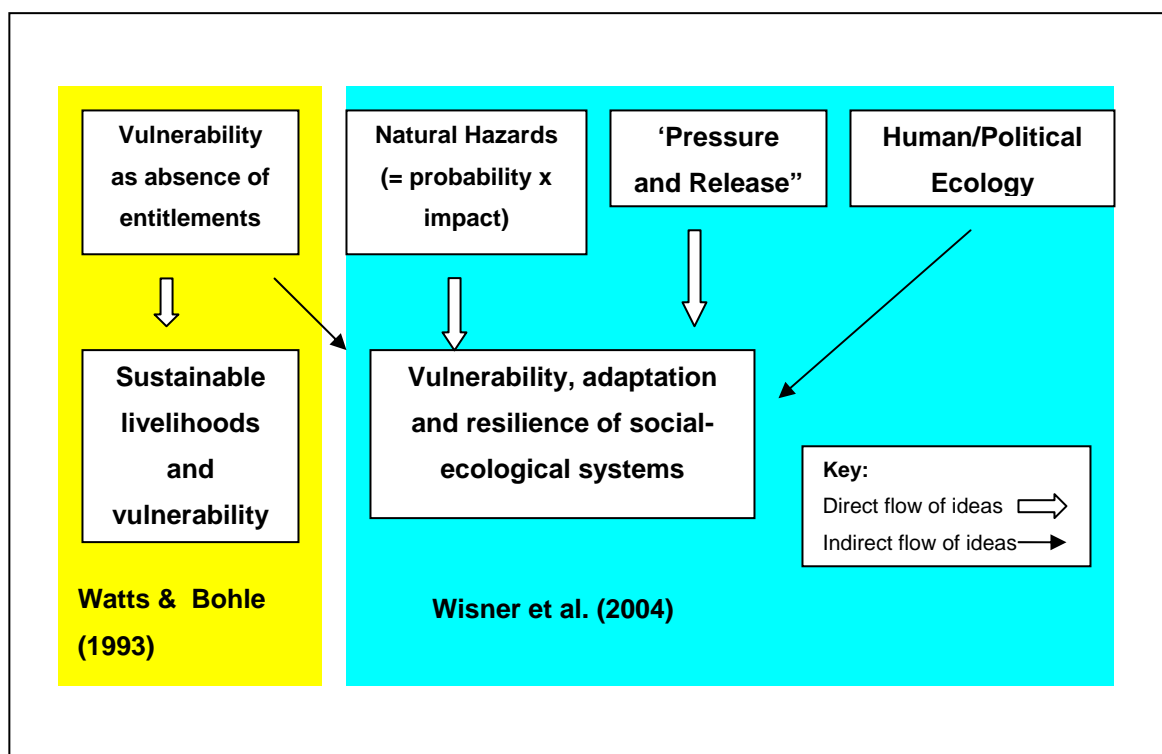 Vulnerability
as absence of
entitlements
Natural Hazards
(= probability x
impact)
‘Pressure
and Release”
Human/Political
Ecology
Sustainable
livelihoods
and
vulnerability
Vulnerability, adaptation
and resilience of social-
ecological systems
Key:
Direct flow of ideas
Indirect flow of ideas
Watts &  Bohle
(1993)
Wisner et al. (2004)